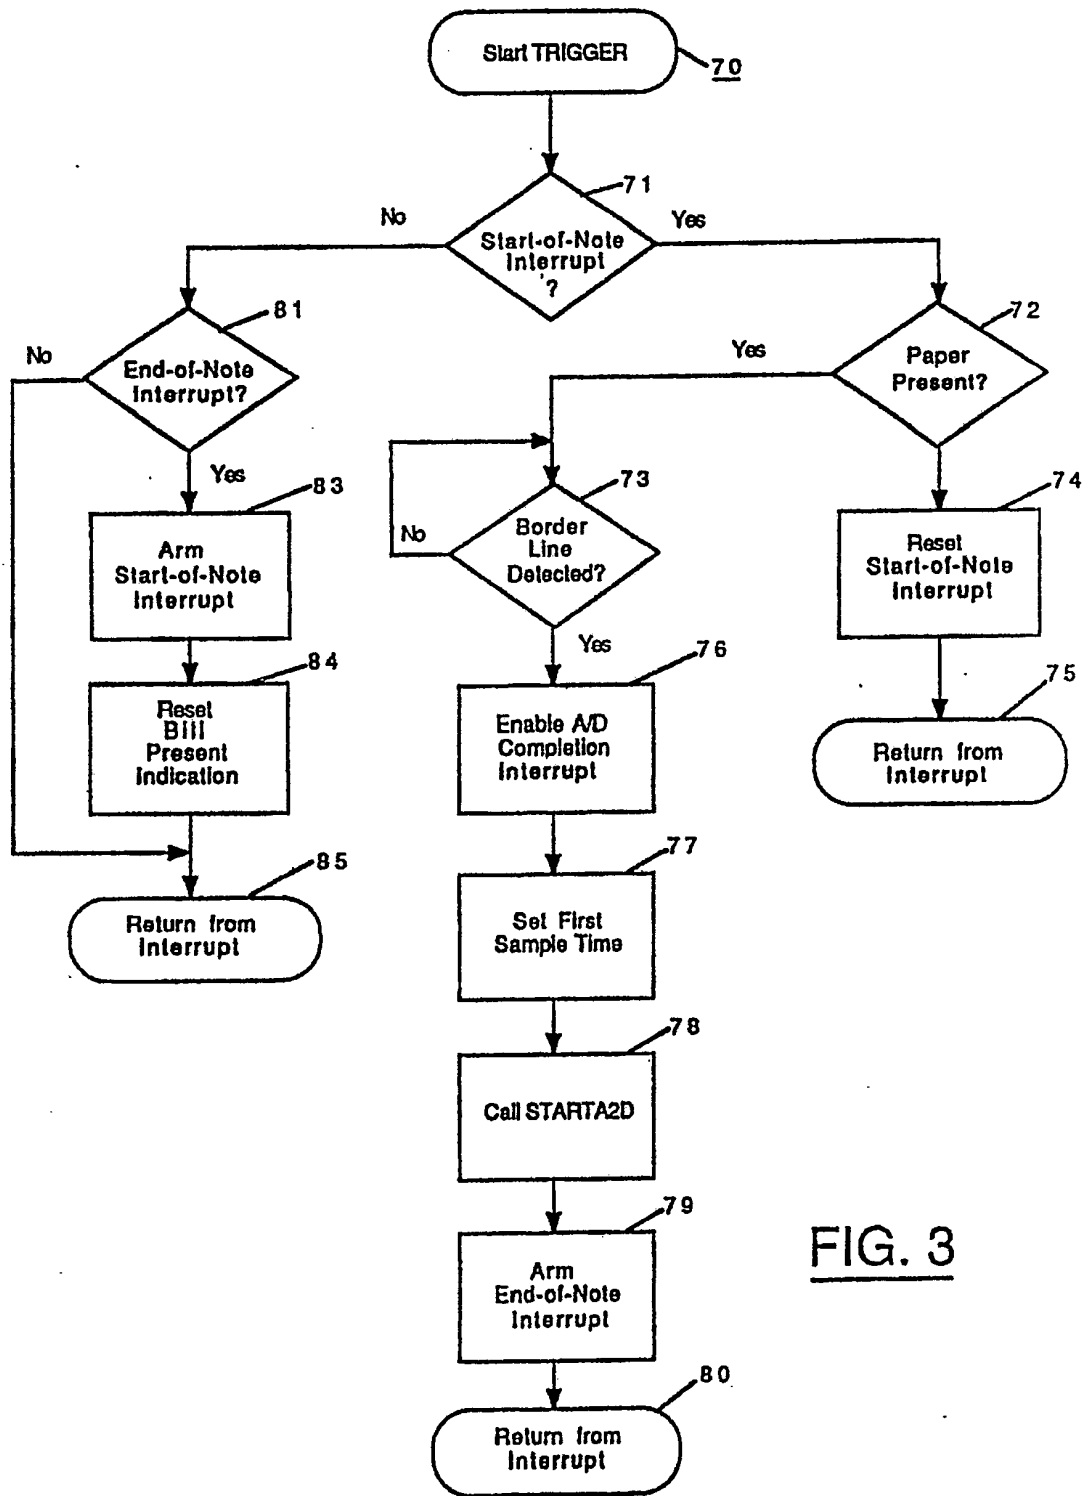 Start TRIGGER
70
71
No
Yes
Start-of-Note
Interrupt
?
81
72
No
End-of-Note
Interrupt?
Yes
Paper
Present?
Yes
83
73
74
Arm
Start-of-Note
Interrupt
No
Border
Line
Detected?
Reset
Start-of-Note
Interrupt
84
Yes
76
75
Reset
Bill
Present
Indication
Enable A/D
Completion
Interrupt
Return from
Interrupt
85
77
Return from
Interrupt
Set First
Sample Time
78
Call STARTA2D
79
Arm
End-of-Note
Interrupt
FIG. 3
80
Return from
Interrupt